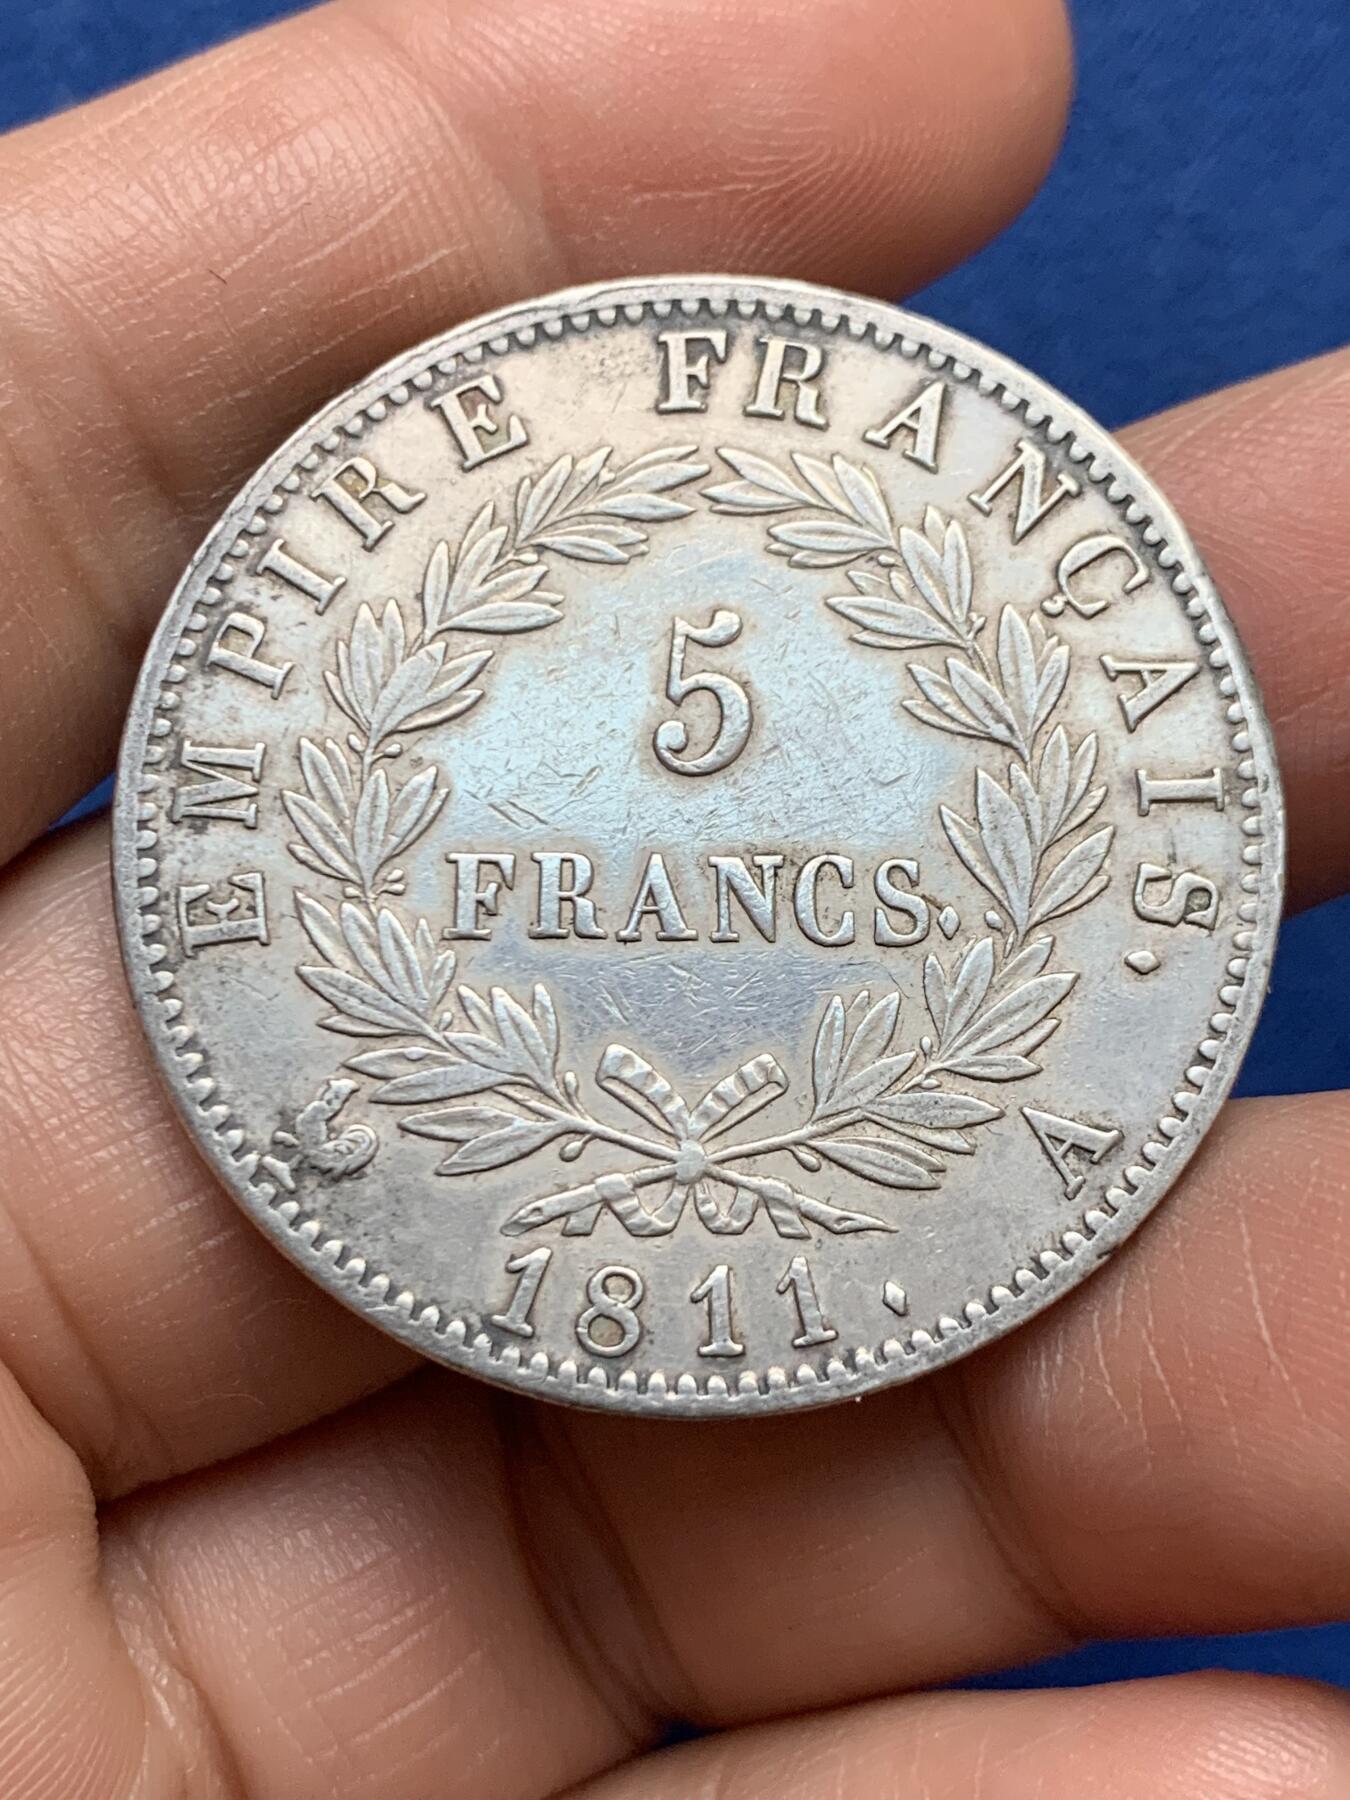 EMPIRE FRANÇAIS.
5
FRANCS.
A
1811.